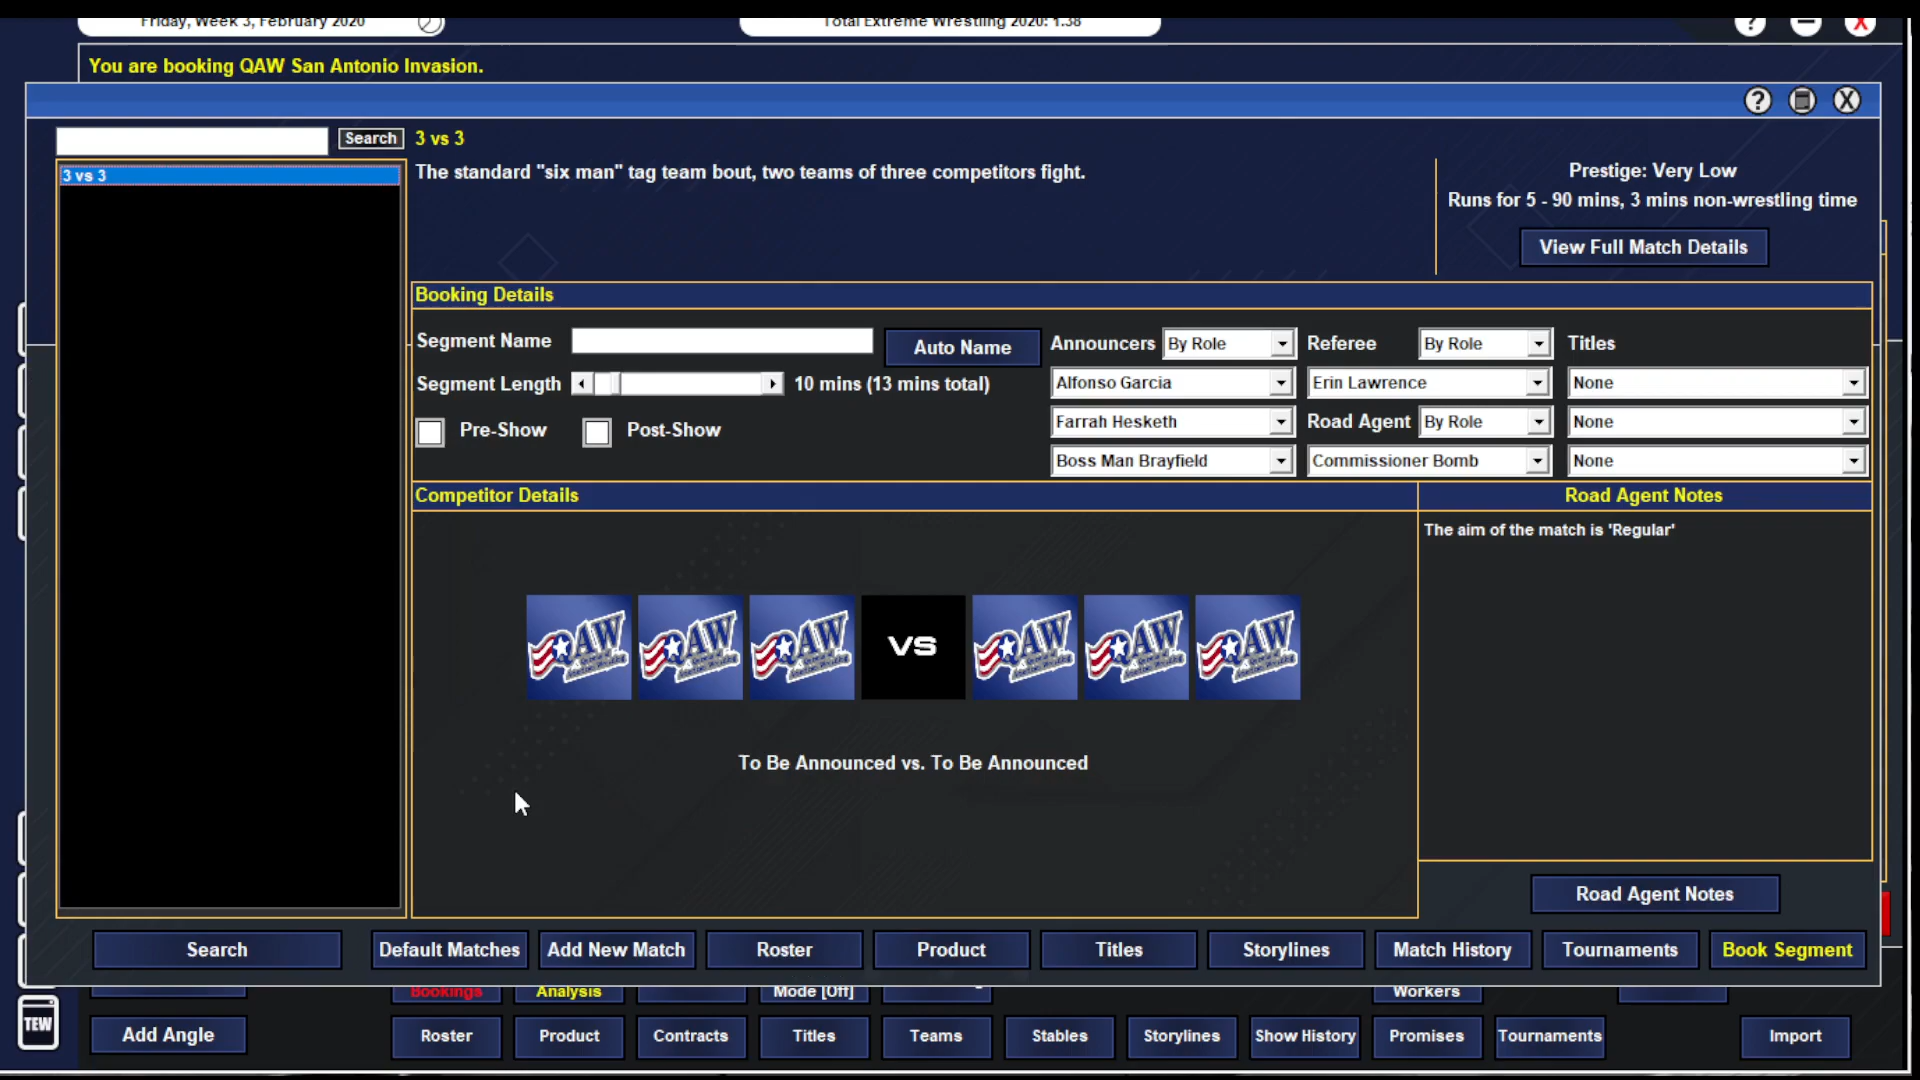 Friday, Week 3, February 2020
Total Extreme Wrestling 2020: 1.38
?
X
You are booking QAW San Antonio Invasion.
? X
Search
3 vs 3
3 vs 3
The standard "six man" tag team bout, two teams of three competitors fight.
Prestige: Very Low
Runs for 5 - 90 mins, 3 mins non-wrestling time
View Full Match Details
Booking Details
Segment Name
Auto Name
Announcers By Role
Referee By Role
Titles
Segment Length 10 mins (13 mins total)
Alfonso Garcia
Erin Lawrence
None
Pre-Show Post-Show
Farrah Hesketh
Road Agent By Role
None
Boss Man Brayfield
Commissioner Bomb
None
Competitor Details
Road Agent Notes
The aim of the match is 'Regular'
QAW QAW QAW VS QAW QAW QAW
To Be Announced vs. To Be Announced
Road Agent Notes
Search Default Matches Add New Match Roster Product Titles Storylines Match History Tournaments Book Segment
Bookings Analysis Mode [Off] Workers
TEW
Add Angle Roster Product Contracts Titles Teams Stables Storylines Show History Promises Tournaments Import